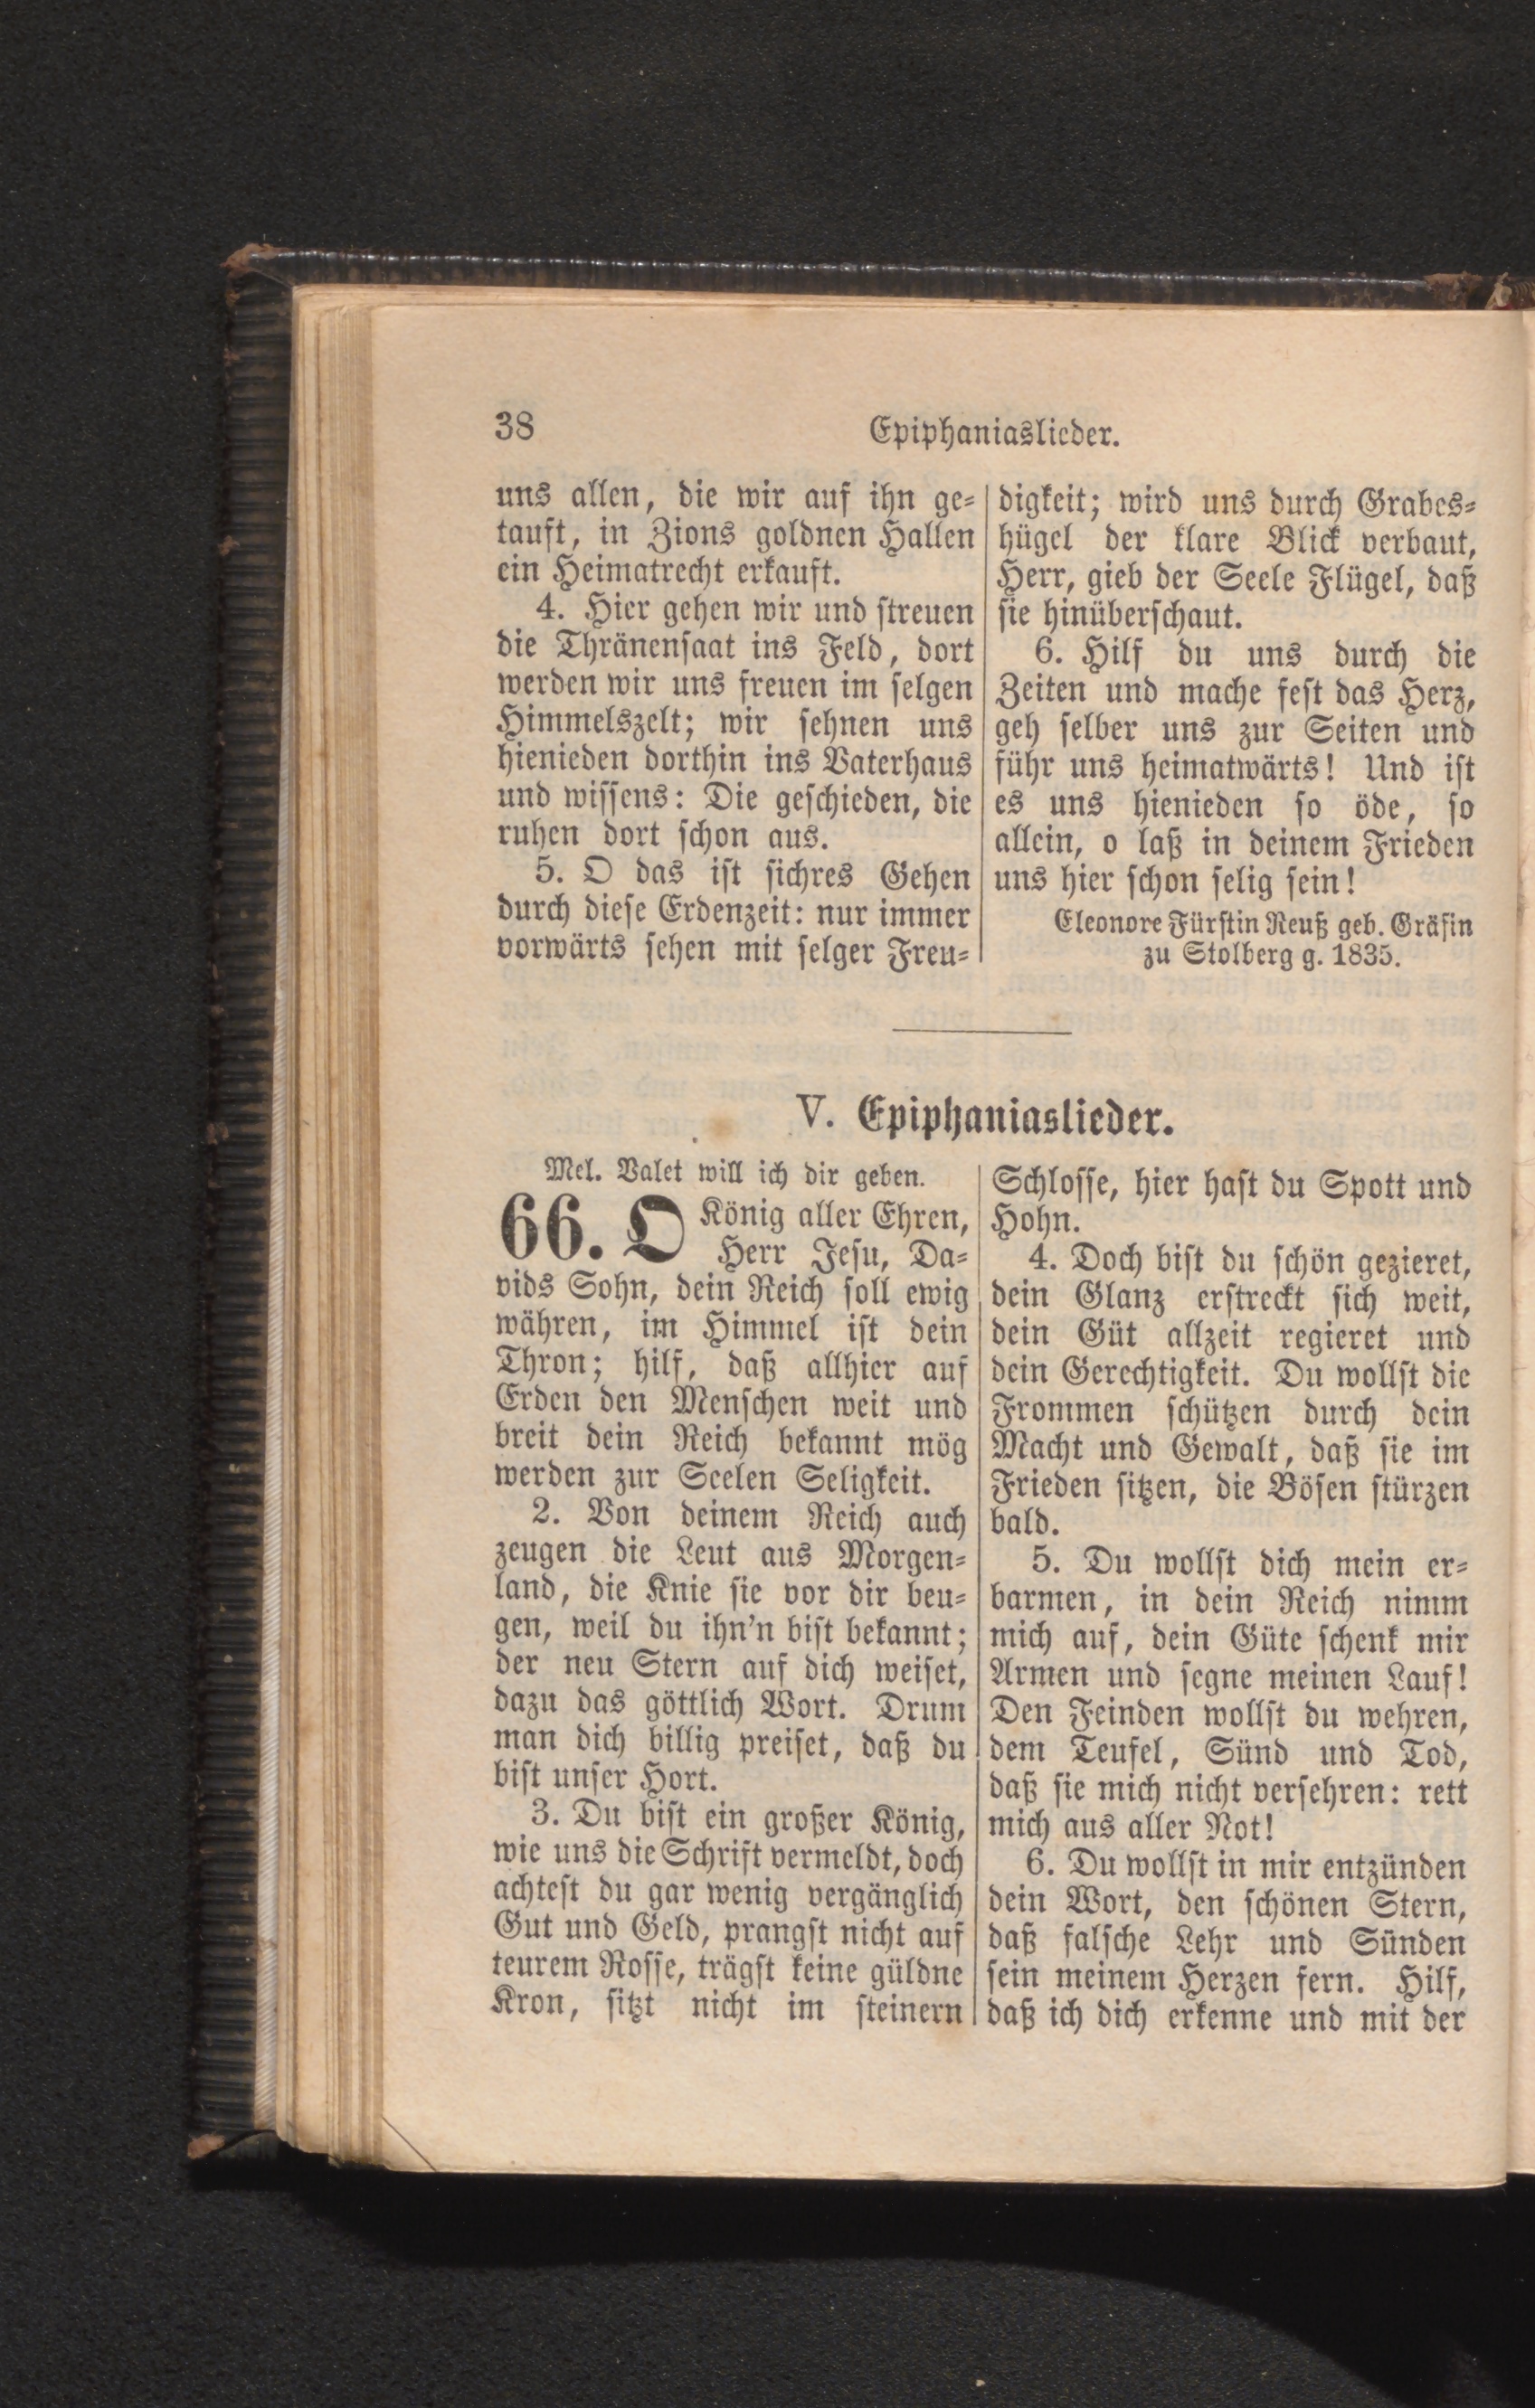 38
Epiphaniaslieder.
uns allen, die wir auf ihn ge-
tauft, in Zions goldnen Hallen
ein Heimatrecht erkauft.
4. Hier gehen wir und streuen
die Thränensaat ins Feld, dort
werden wir uns freuen im selgen
Himmelszelt; wir sehnen uns
hienieden dorthin ins Vaterhaus
und wissens: Die geschieden, die
ruhen dort schon aus.
5. O das ist sichres Gehen
durch diese Erdenzeit: nur immer
vorwärts sehen mit selger Freu-
digkeit; wird uns durch Grabes-
hügel der klare Blick verbaut,
Herr, gieb der Seele Flügel, daß
sie hinüberschaut.
6. Hilf du uns durch die
Zeiten und mache fest das Herz,
geh selber uns zur Seiten und
führ uns heimatwärts! Und ist
es uns hienieden so öde, so
allein, o laß in deinem Frieden
uns hier schon selig sein!
Eleonore Fürstin Reuß geb. Gräfin
zu Stolberg g. 1835.
V. Epiphaniaslieder.
Mel. Valet will ich dir geben.
66. O König aller Ehren,
Herr Jesu, Da-
vids Sohn, dein Reich soll ewig
währen, im Himmel ist dein
Thron; hilf, daß allhier auf
Erden den Menschen weit und
breit dein Reich bekannt mög
werden zur Seelen Seligkeit.
2. Von deinem Reich auch
zeugen die Leut aus Morgen-
land, die Knie sie vor dir beu-
gen, weil du ihn'n bist bekannt;
der neu Stern auf dich weiset,
dazu das göttlich Wort. Drum
man dich billig preiset, daß du
bist unser Hort.
3. Du bist ein großer König,
wie uns die Schrift vermeldt, doch
achtest du gar wenig vergänglich
Gut und Geld, prangst nicht auf
teurem Rosse, trägst keine güldne
Kron, sitzt nicht im steinern
Schlosse, hier hast du Spott und
Hohn.
4. Doch bist du schön gezieret,
dein Glanz erstreckt sich weit,
dein Güt allzeit regieret und
dein Gerechtigkeit. Du wollst die
Frommen schützen durch dein
Macht und Gewalt, daß sie im
Frieden sitzen, die Bösen stürzen
bald.
5. Du wollst dich mein er-
barmen, in dein Reich nimm
mich auf, dein Güte schenk mir
Armen und segne meinen Lauf!
Den Feinden wollst du wehren,
dem Teufel, Sünd und Tod,
daß sie mich nicht versehren: rett
mich aus aller Not!
6. Du wollst in mir entzünden
dein Wort, den schönen Stern,
daß falsche Lehr und Sünden
sein meinem Herzen fern. Hilf,
daß ich dich erkenne und mit der